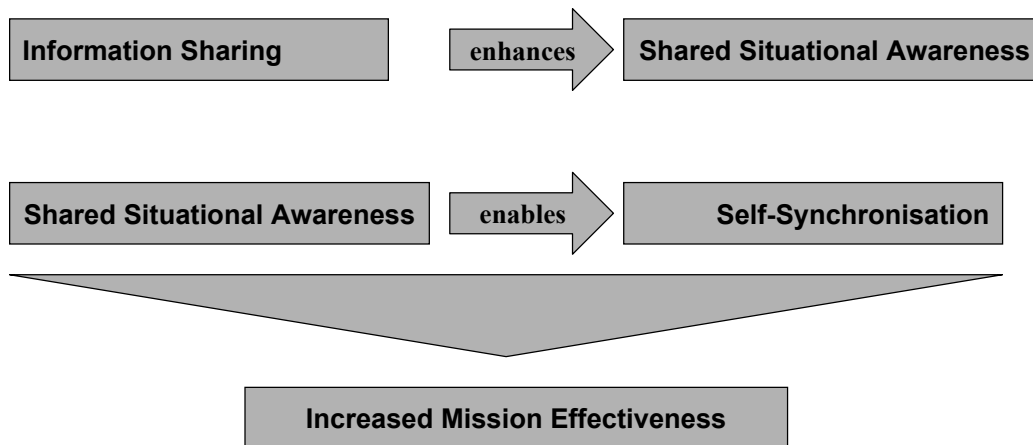 Information Sharing enhances Shared Situational Awareness
Shared Situational Awareness enables Self-Synchronisation
Increased Mission Effectiveness